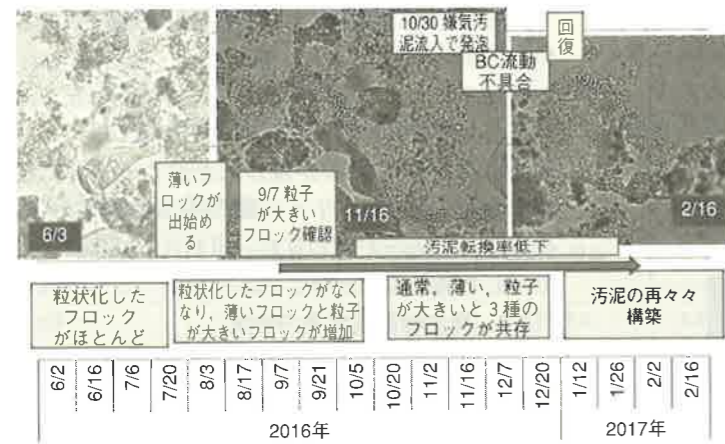 10/30 嫌気汚
泥流入で発泡
回
復
BC流動
不具合
薄いフ
ロックが
出始め
る
9/7 粒子
が大きい
フロック確認
6/3
11/16
2/16
汚泥転換率低下
粒状化した
フロック
がほとんど
粒状化したフロックがなく
なり，薄いフロックと粒子
が大きいフロックが増加
通常，薄い，粒子
が大きいと3種の
フロックが共存
汚泥の再々々
構築
6/2
6/16
7/6
7/20
8/3
8/17
9/7
9/21
10/5
10/20
11/2
11/16
12/7
12/20
1/12
1/26
2/2
2/16
2016年
2017年